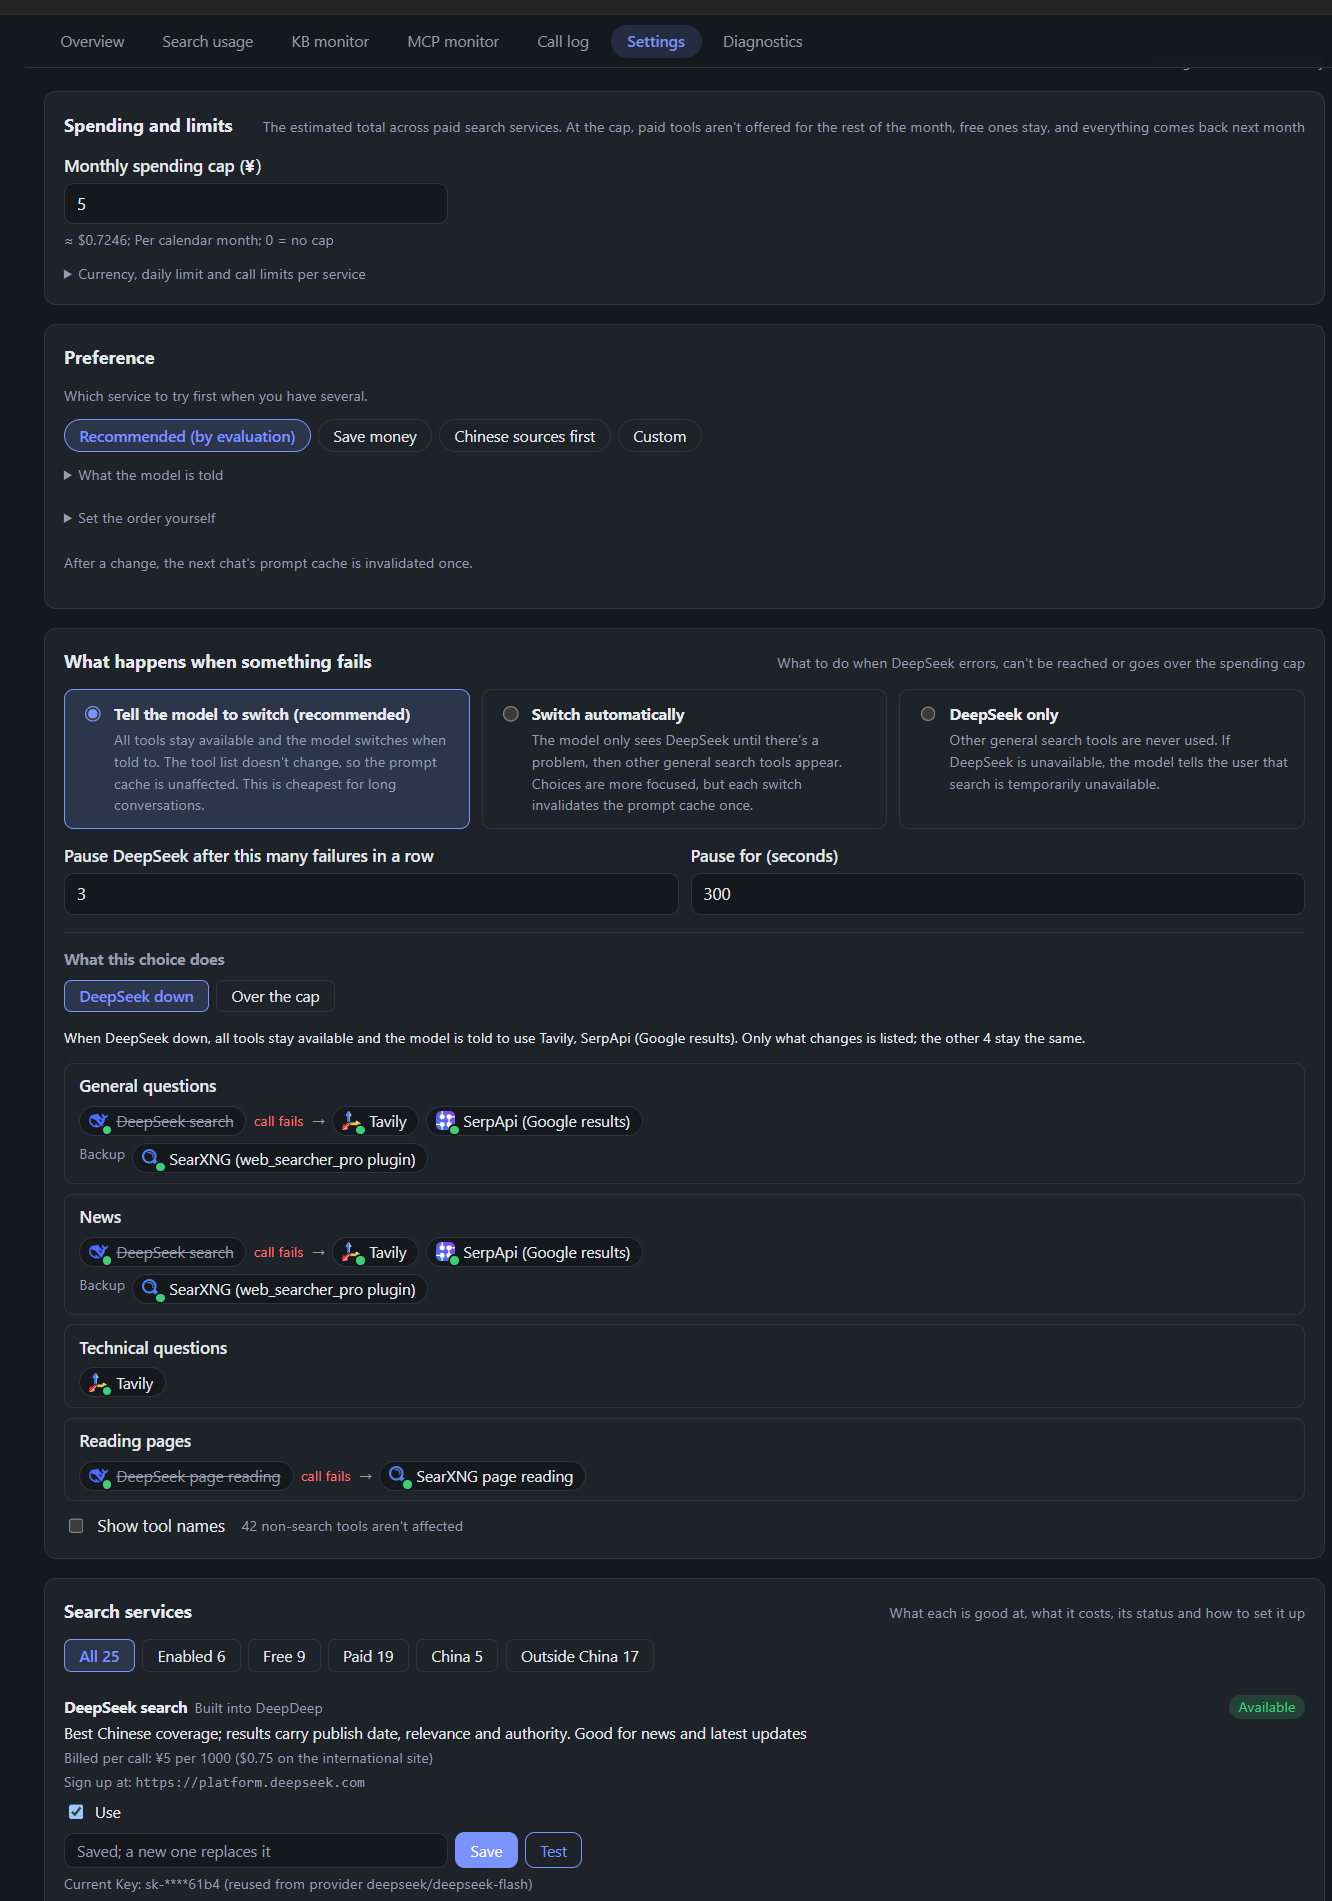 Overview Search usage KB monitor MCP monitor Call log Settings Diagnostics
Spending and limits The estimated total across paid search services. At the cap, paid tools aren't offered for the rest of the month, free ones stay, and everything comes back next month
Monthly spending cap (¥)
5
≈ $0.7246; Per calendar month; 0 = no cap
▶ Currency, daily limit and call limits per service
Preference
Which service to try first when you have several.
Recommended (by evaluation) Save money Chinese sources first Custom
▶ What the model is told
▶ Set the order yourself
After a change, the next chat's prompt cache is invalidated once.
What happens when something fails What to do when DeepSeek errors, can't be reached or goes over the spending cap
Tell the model to switch (recommended)
All tools stay available and the model switches when
told to. The tool list doesn't change, so the prompt
cache is unaffected. This is cheapest for long
conversations.
Switch automatically
The model only sees DeepSeek until there's a
problem, then other general search tools appear.
Choices are more focused, but each switch
invalidates the prompt cache once.
DeepSeek only
Other general search tools are never used. If
DeepSeek is unavailable, the model tells the user that
search is temporarily unavailable.
Pause DeepSeek after this many failures in a row Pause for (seconds)
3 300
What this choice does
DeepSeek down Over the cap
When DeepSeek down, all tools stay available and the model is told to use Tavily, SerpApi (Google results). Only what changes is listed; the other 4 stay the same.
General questions
DeepSeek search call fails → Tavily SerpApi (Google results)
Backup SearXNG (web_searcher_pro plugin)
News
DeepSeek search call fails → Tavily SerpApi (Google results)
Backup SearXNG (web_searcher_pro plugin)
Technical questions
Tavily
Reading pages
DeepSeek page reading call fails → SearXNG page reading
Show tool names 42 non-search tools aren't affected
Search services What each is good at, what it costs, its status and how to set it up
All 25 Enabled 6 Free 9 Paid 19 China 5 Outside China 17
DeepSeek search Built into DeepDeep Available
Best Chinese coverage; results carry publish date, relevance and authority. Good for news and latest updates
Billed per call: ¥5 per 1000 ($0.75 on the international site)
Sign up at: https://platform.deepseek.com
Use
Saved; a new one replaces it Save Test
Current Key: sk-****61b4 (reused from provider deepseek/deepseek-flash)